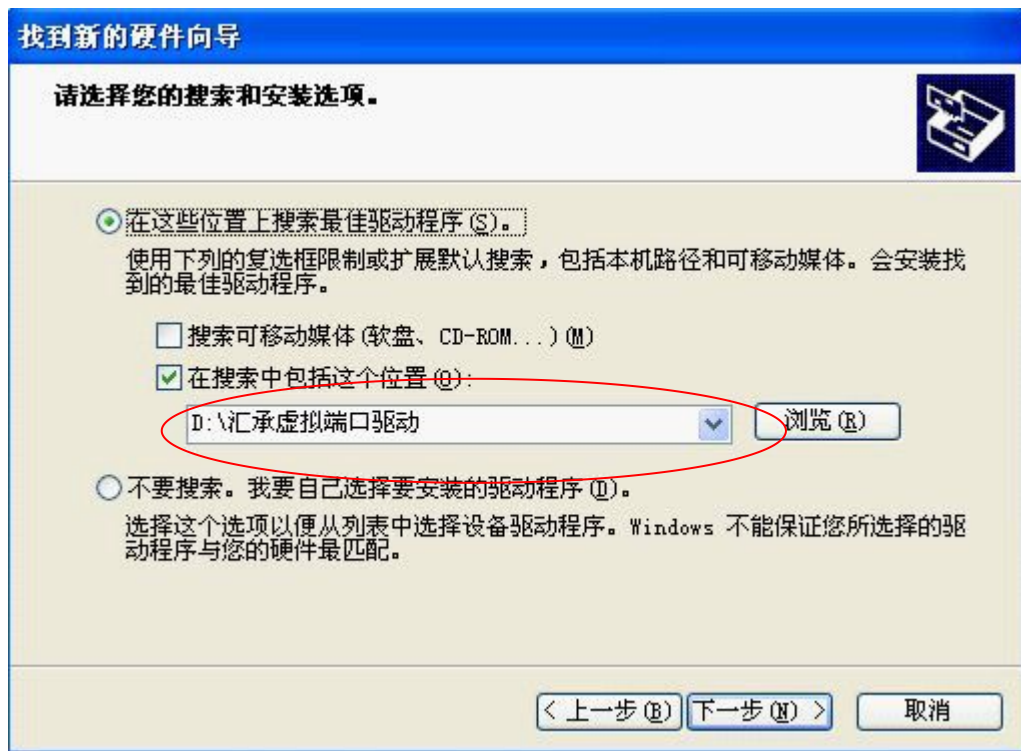 找到新的硬件向导
请选择您的搜索和安装选项。
在这些位置上搜索最佳驱动程序(S)。
使用下列的复选框限制或扩展默认搜索，包括本机路径和可移动媒体。会安装找
到的最佳驱动程序。
搜索可移动媒体(软盘、CD-ROM...)(M)
在搜索中包括这个位置(O):
D:\汇承虚拟端口驱动
浏览(R)
不要搜索。我要自己选择要安装的驱动程序(D)。
选择这个选项以便从列表中选择设备驱动程序。Windows 不能保证您所选择的驱
动程序与您的硬件最匹配。
< 上一步(B) 下一步(N) > 取消